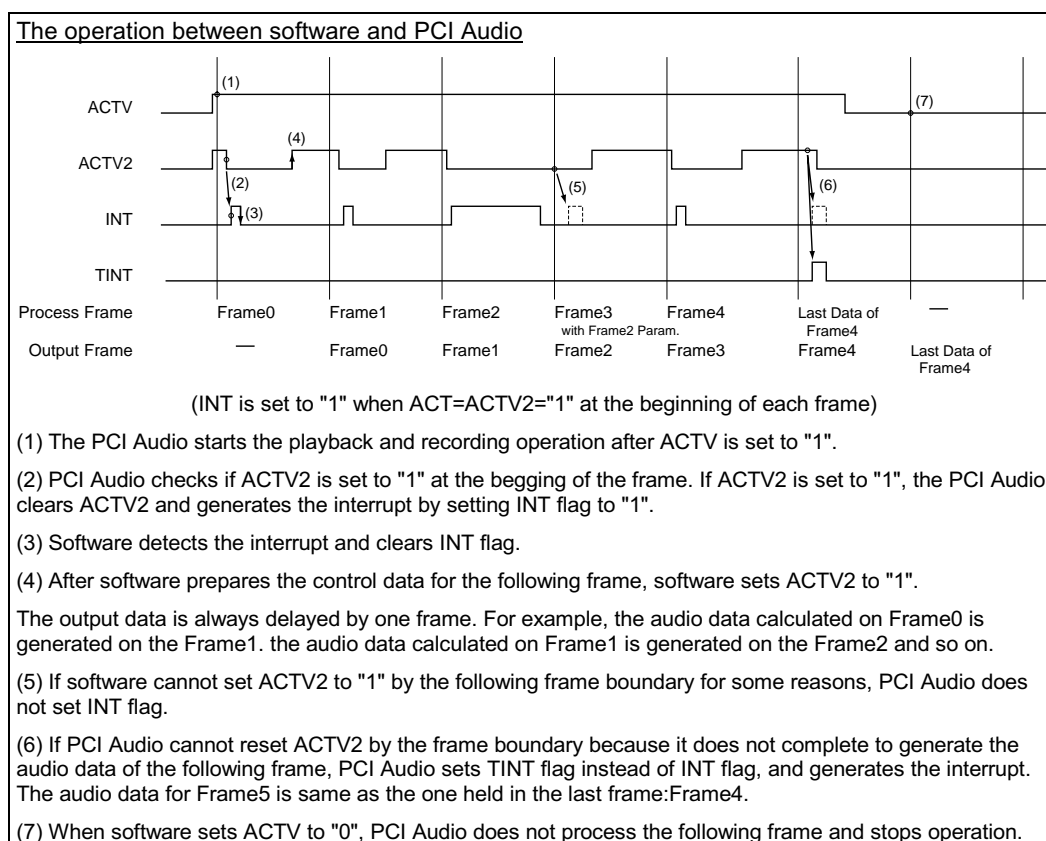 The operation between software and PCI Audio
(1)
(7)
ACTV
(4)
ACTV2
(2)
(5)
(6)
INT
(3)
TINT
Process Frame Frame0 Frame1 Frame2 Frame3 Frame4 Last Data of —
with Frame2 Param. Frame4
Output Frame — Frame0 Frame1 Frame2 Frame3 Frame4 Last Data of
Frame4
(INT is set to "1" when ACT=ACTV2="1" at the beginning of each frame)
(1) The PCI Audio starts the playback and recording operation after ACTV is set to "1".
(2) PCI Audio checks if ACTV2 is set to "1" at the begging of the frame. If ACTV2 is set to "1", the PCI Audio
clears ACTV2 and generates the interrupt by setting INT flag to "1".
(3) Software detects the interrupt and clears INT flag.
(4) After software prepares the control data for the following frame, software sets ACTV2 to "1".
The output data is always delayed by one frame. For example, the audio data calculated on Frame0 is
generated on the Frame1. the audio data calculated on Frame1 is generated on the Frame2 and so on.
(5) If software cannot set ACTV2 to "1" by the following frame boundary for some reasons, PCI Audio does
not set INT flag.
(6) If PCI Audio cannot reset ACTV2 by the frame boundary because it does not complete to generate the
audio data of the following frame, PCI Audio sets TINT flag instead of INT flag, and generates the interrupt.
The audio data for Frame5 is same as the one held in the last frame:Frame4.
(7) When software sets ACTV to "0", PCI Audio does not process the following frame and stops operation.